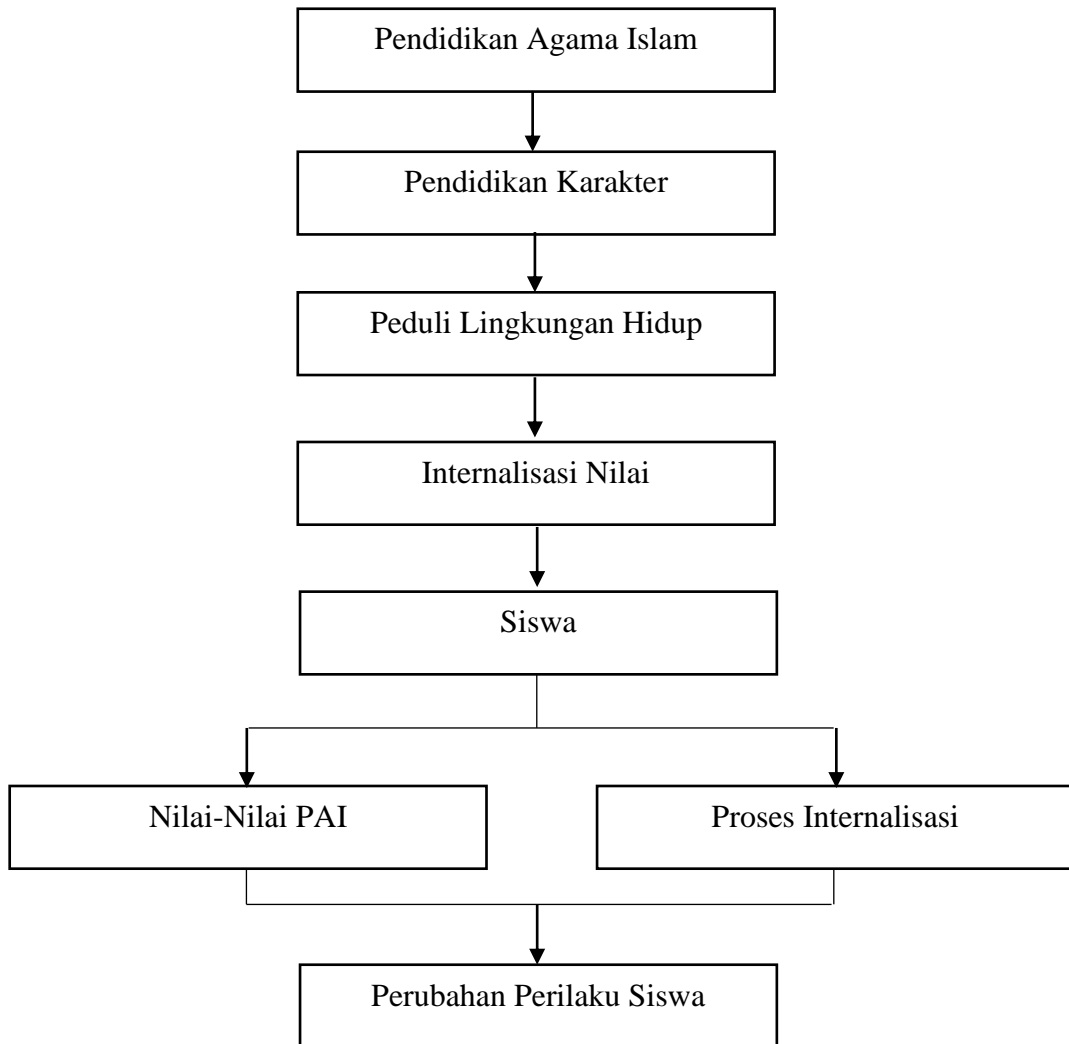 Pendidikan Agama Islam
Pendidikan Karakter
Peduli Lingkungan Hidup
Internalisasi Nilai
Siswa
Nilai-Nilai PAI
Proses Internalisasi
Perubahan Perilaku Siswa